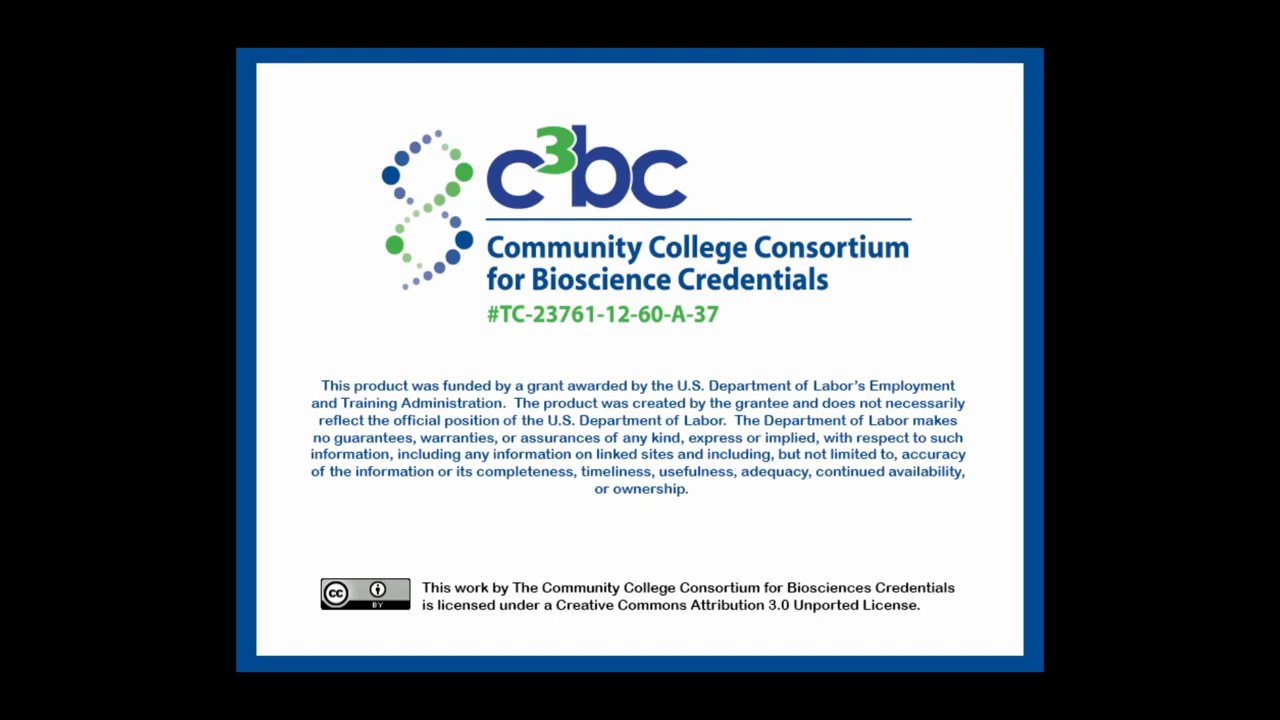 c3bc
Community College Consortium
for Bioscience Credentials
#TC-23761-12-60-A-37
This product was funded by a grant awarded by the U.S. Department of Labor's Employment
and Training Administration. The product was created by the grantee and does not necessarily
reflect the official position of the U.S. Department of Labor. The Department of Labor makes
no guarantees, warranties, or assurances of any kind, express or implied, with respect to such
information, including any information on linked sites and including, but not limited to, accuracy
of the information or its completeness, timeliness, usefulness, adequacy, continued availability,
or ownership.
cc
BY
This work by The Community College Consortium for Biosciences Credentials
is licensed under a Creative Commons Attribution 3.0 Unported License.